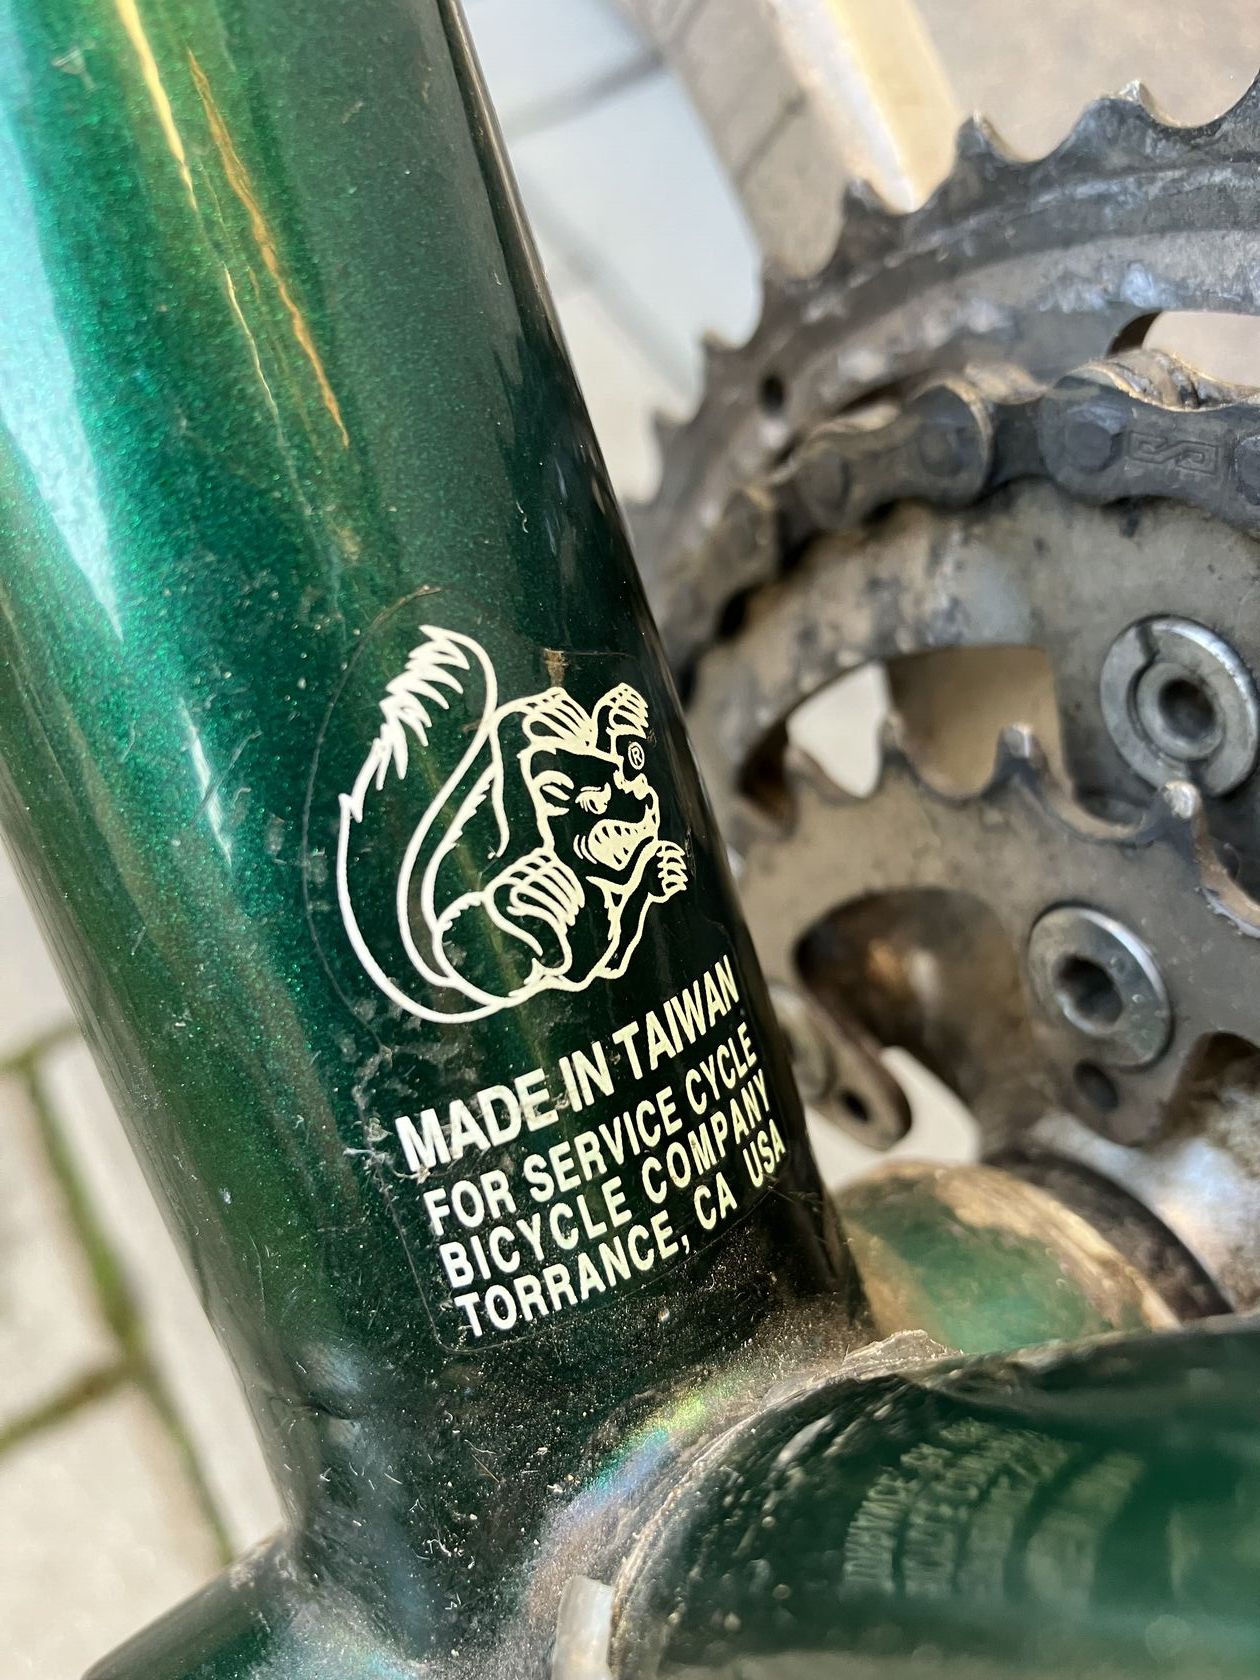 ®
MADE IN TAIWAN
FOR SERVICE CYCLE
BICYCLE COMPANY
TORRANCE, CA USA